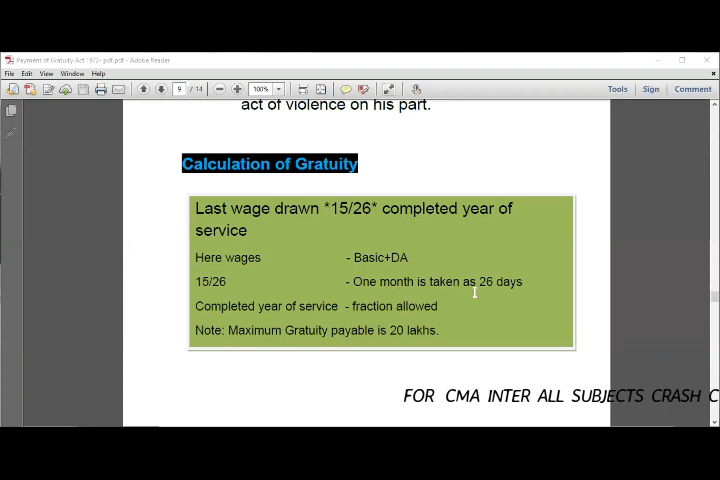 Payment of Gratuity Act 1972- pdf.pdf - Adobe Reader
File Edit View Window Help
9 / 14 100% Tools Sign Comment
act of violence on his part.
Calculation of Gratuity
Last wage drawn *15/26* completed year of
service
Here wages - Basic+DA
15/26 - One month is taken as 26 days
Completed year of service - fraction allowed
Note: Maximum Gratuity payable is 20 lakhs.
FOR CMA INTER ALL SUBJECTS CRASH C